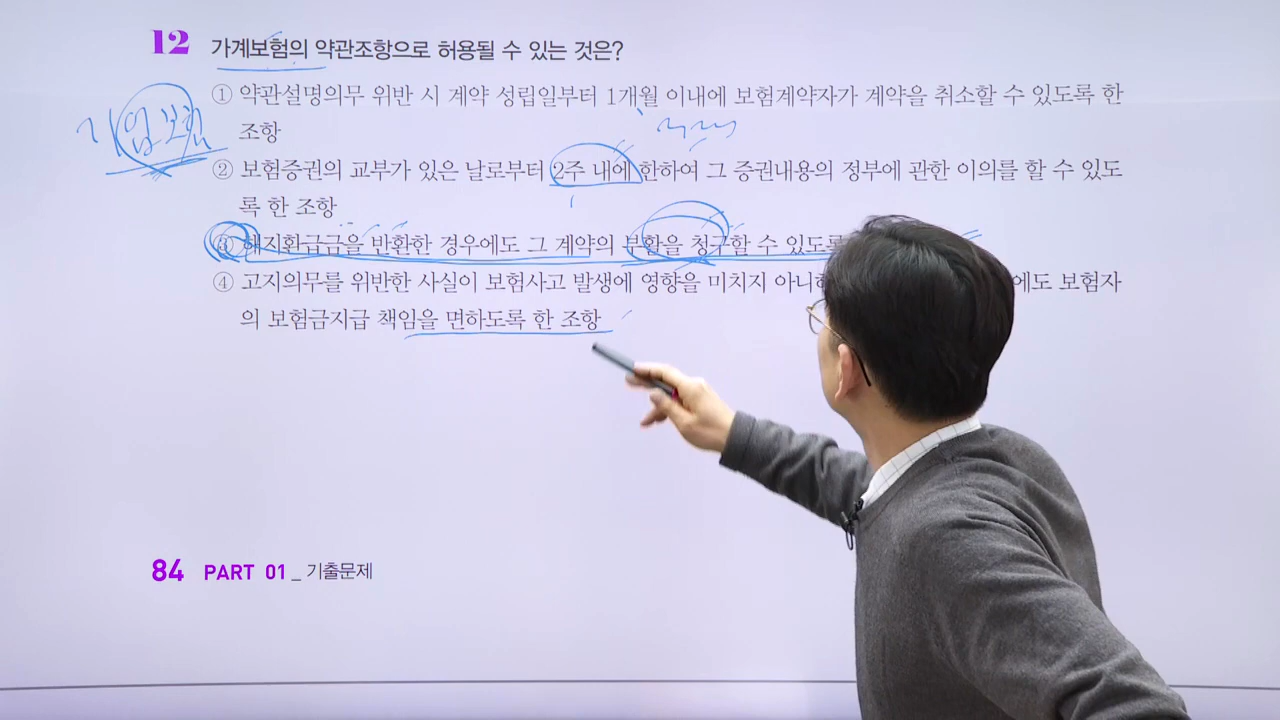 12 가계보험의 약관조항으로 허용될 수 있는 것은?
① 약관설명의무 위반 시 계약 성립일부터 1개월 이내에 보험계약자가 계약을 취소할 수 있도록 한
조항
기업보험
② 보험증권의 교부가 있은 날로부터 2주 내에 한하여 그 증권내용의 정부에 관한 이의를 할 수 있도
록 한 조항
③ 해지환급금을 반환한 경우에도 그 계약의 부활을 청구할 수 있도록
④ 고지의무를 위반한 사실이 보험사고 발생에 영향을 미치지 아니하 에도 보험자
의 보험금지급 책임을 면하도록 한 조항
84 PART 01 _ 기출문제